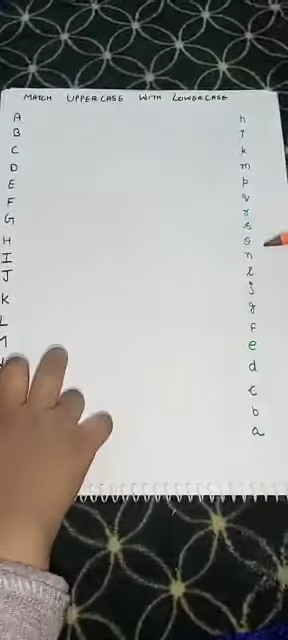 MATCH UPPERCASE WITH LOWERCASE
A h
B i
C k
D m
E p
F q
G r
H s
I o
J n
K l
L j
M g
f
e
d
c
b
a